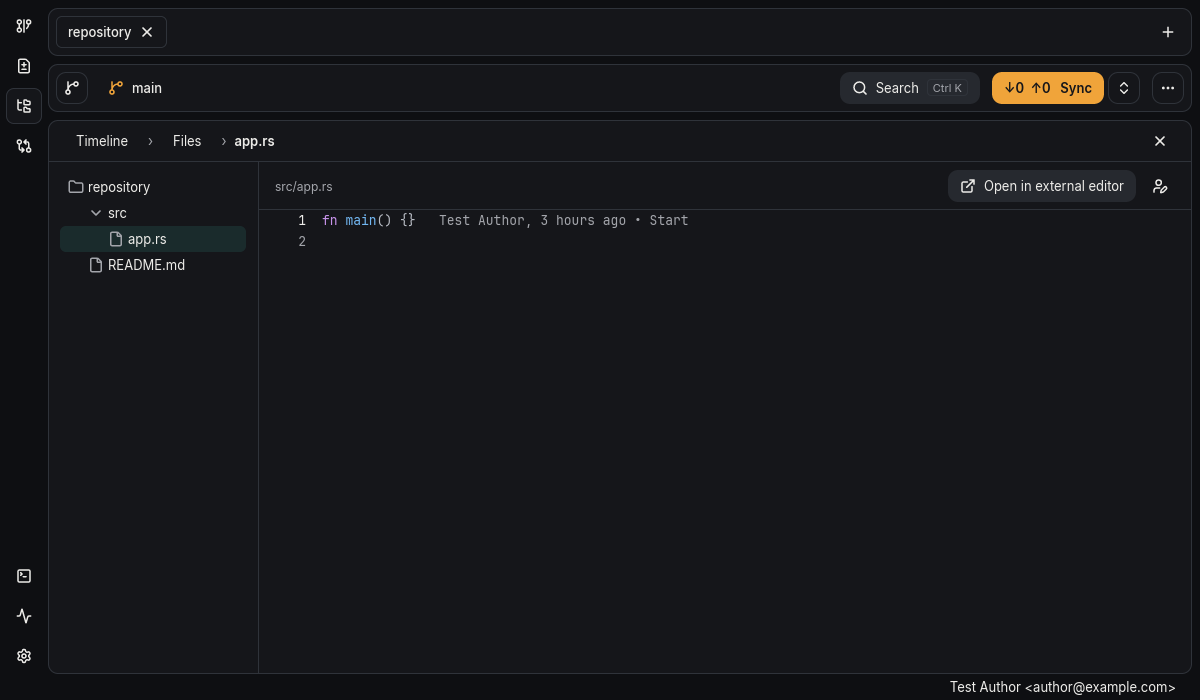 repository
main
Search Ctrl K
↓0 ↑0 Sync
Timeline › Files › app.rs
repository
src
app.rs
README.md
src/app.rs
Open in external editor
1 fn main() {} Test Author, 3 hours ago • Start
2
Test Author <author@example.com>